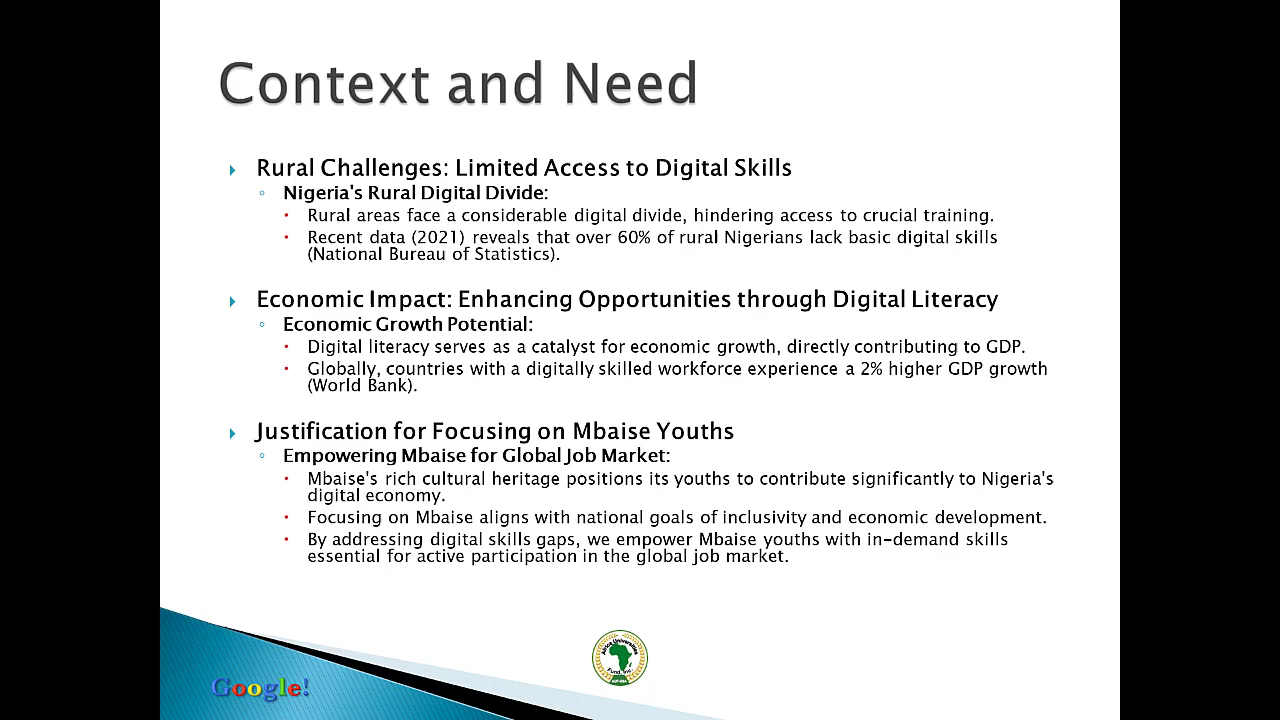 Context and Need
Rural Challenges: Limited Access to Digital Skills
Nigeria's Rural Digital Divide:
Rural areas face a considerable digital divide, hindering access to crucial training.
Recent data (2021) reveals that over 60% of rural Nigerians lack basic digital skills
(National Bureau of Statistics).
Economic Impact: Enhancing Opportunities through Digital Literacy
Economic Growth Potential:
Digital literacy serves as a catalyst for economic growth, directly contributing to GDP.
Globally, countries with a digitally skilled workforce experience a 2% higher GDP growth
(World Bank).
Justification for Focusing on Mbaise Youths
Empowering Mbaise for Global Job Market:
Mbaise's rich cultural heritage positions its youths to contribute significantly to Nigeria's
digital economy.
Focusing on Mbaise aligns with national goals of inclusivity and economic development.
By addressing digital skills gaps, we empower Mbaise youths with in-demand skills
essential for active participation in the global job market.
Google!
Africa Universities
Fund Inc.